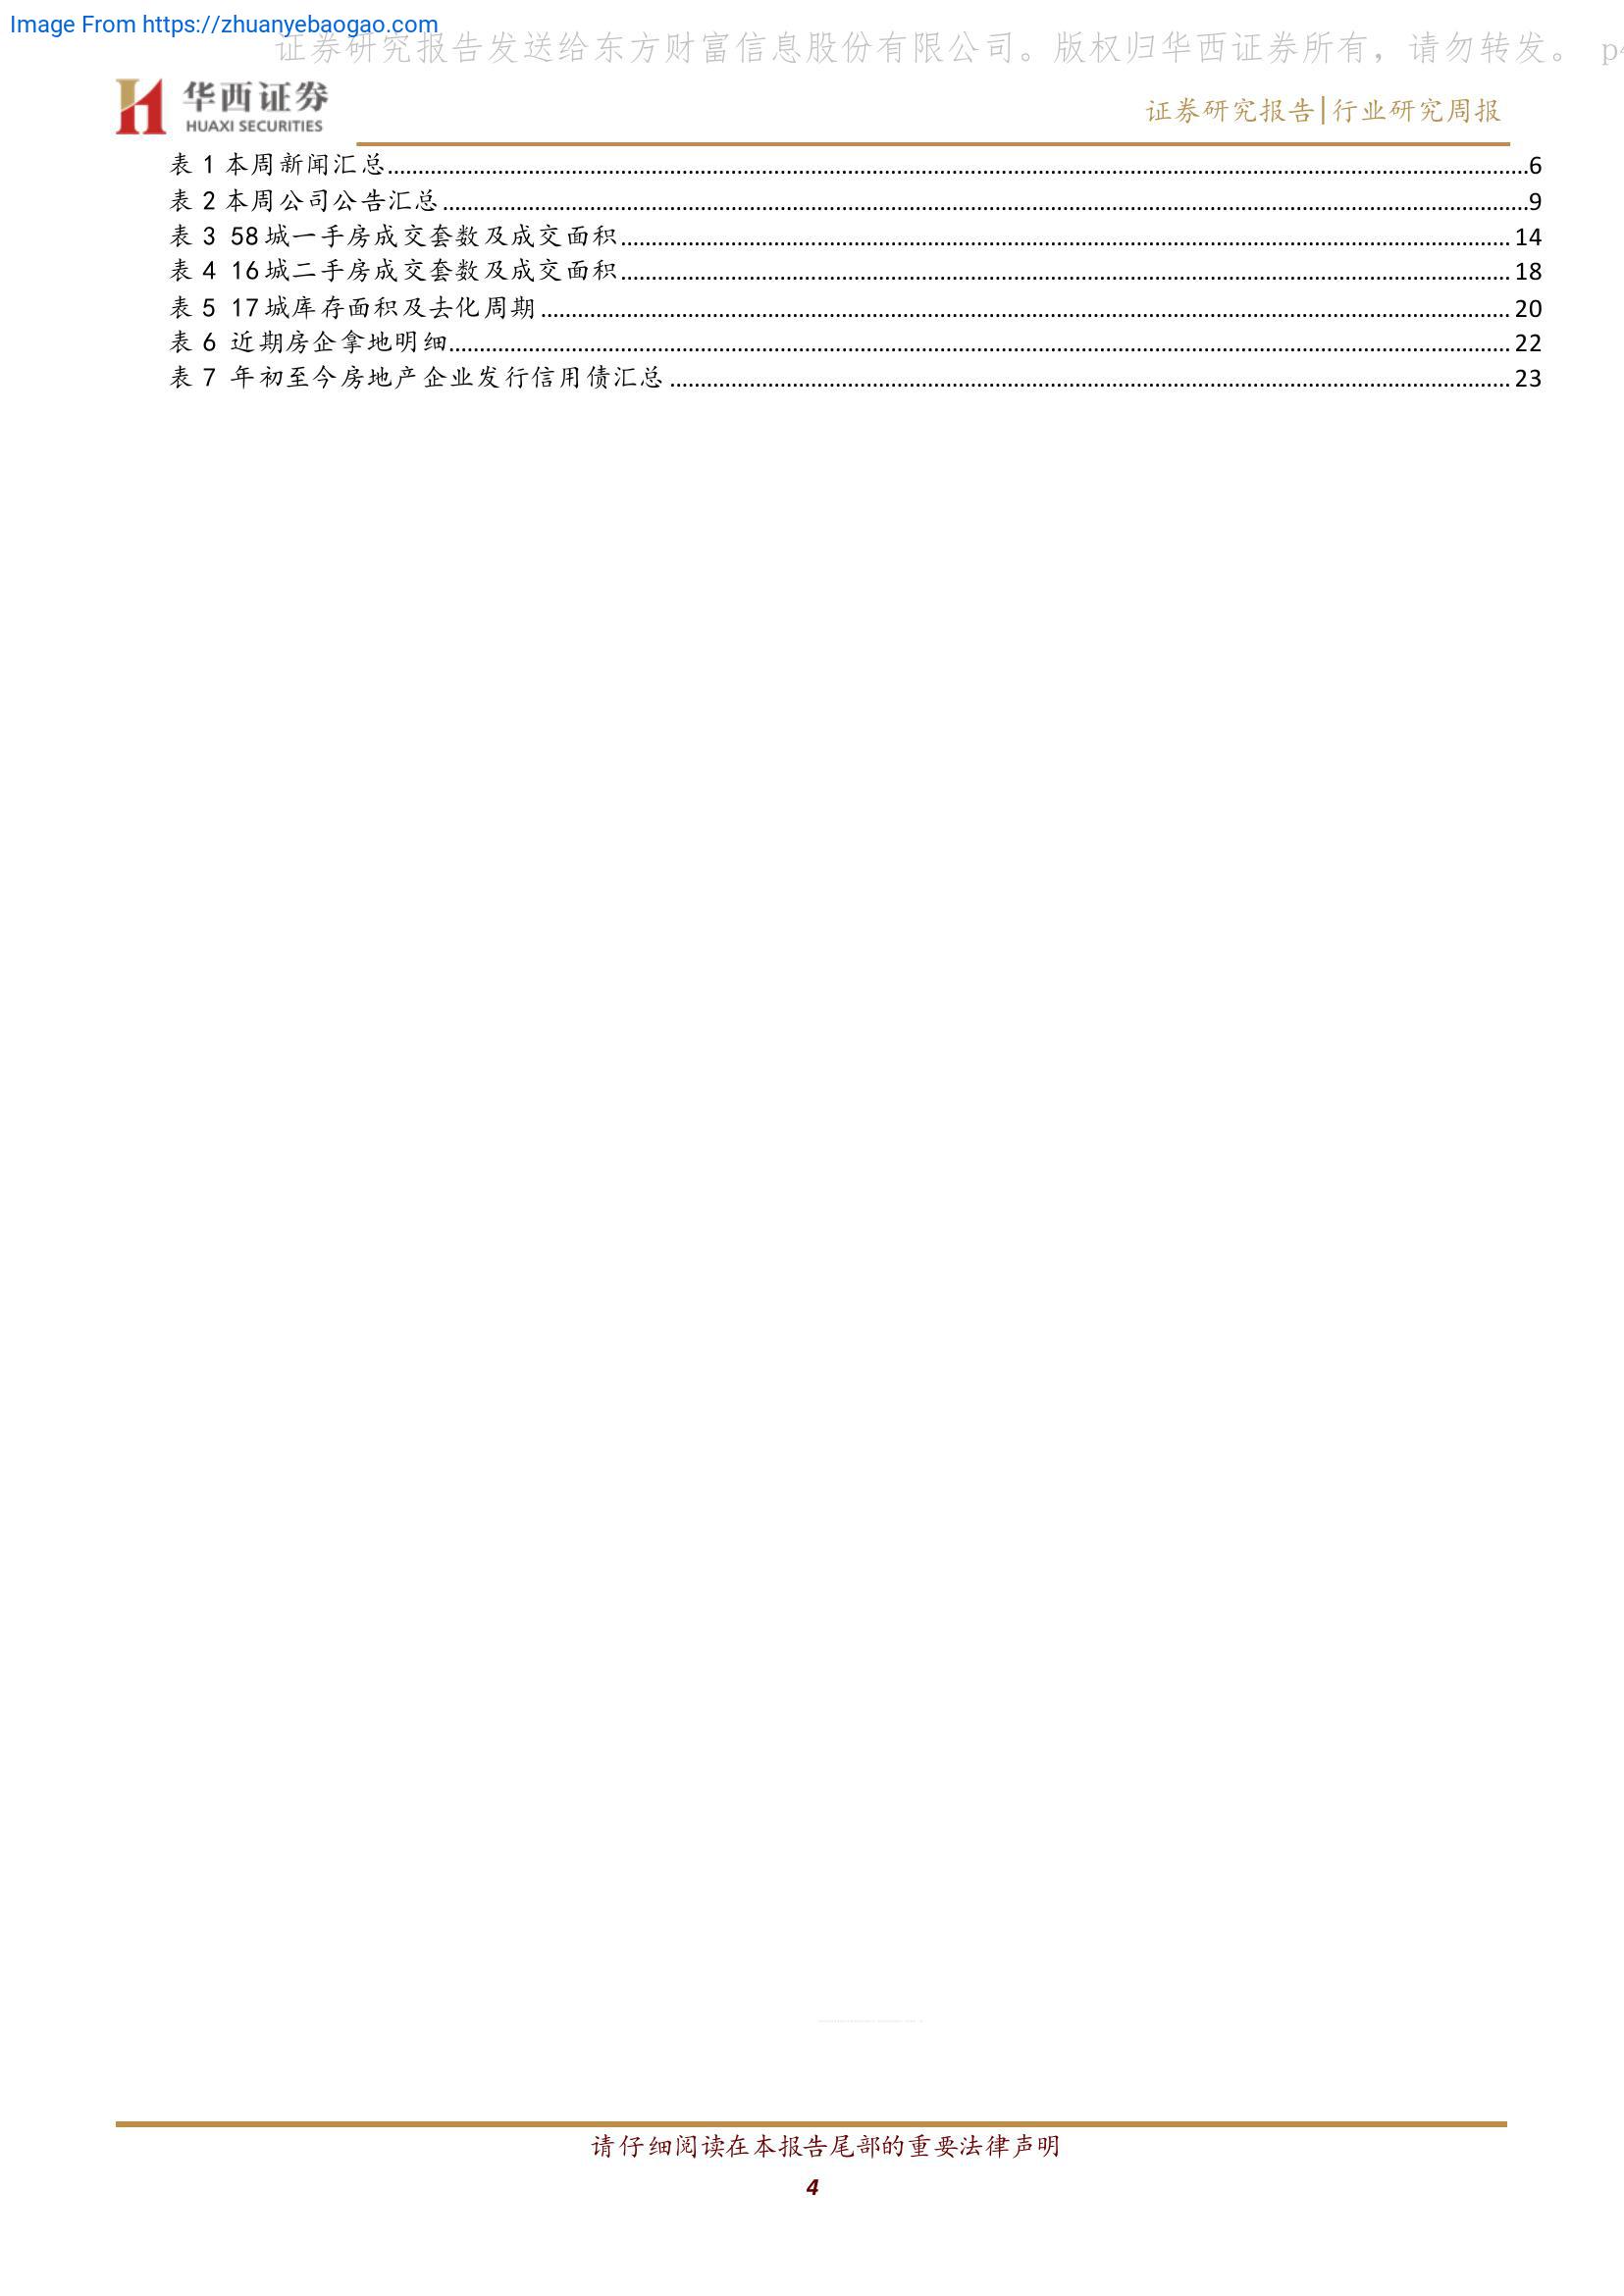 Image From https://zhuanyebaogao.com
证券研究报告发送给东方财富信息股份有限公司。版权归华西证券所有，请勿转发。 p4
华西证券
HUAXI SECURITIES
证券研究报告|行业研究周报
表 1 本周新闻汇总........................6
表 2 本周公司公告汇总........................9
表 3 58 城一手房成交套数及成交面积........................14
表 4 16 城二手房成交套数及成交面积........................18
表 5 17 城库存面积及去化周期........................20
表 6 近期房企拿地明细........................22
表 7 年初至今房地产企业发行信用债汇总........................23
请仔细阅读在本报告尾部的重要法律声明
4